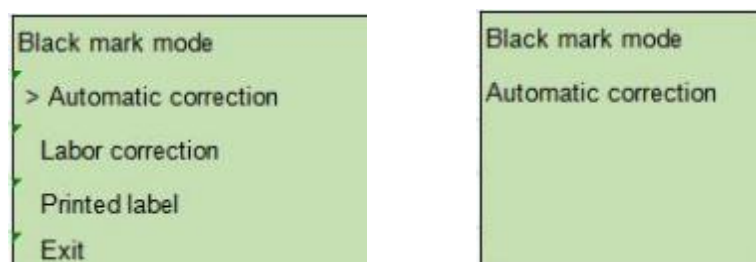 Black mark mode
> Automatic correction
Labor correction
Printed label
Exit
Black mark mode
Automatic correction